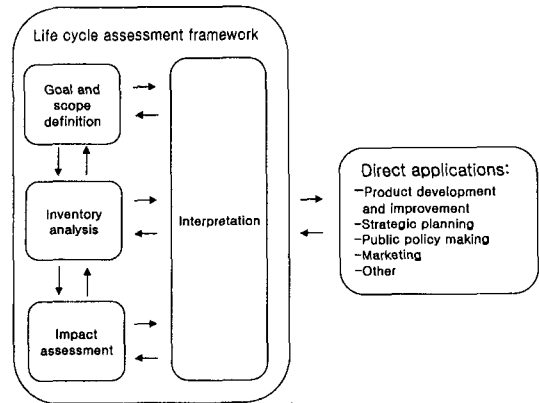 Life cycle assessment framework
Goal and
scope
definition
Inventory
analysis
Impact
assessment
Interpretation
Direct applications:
-Product development
and improvement
-Strategic planning
-Public policy making
-Marketing
-Other